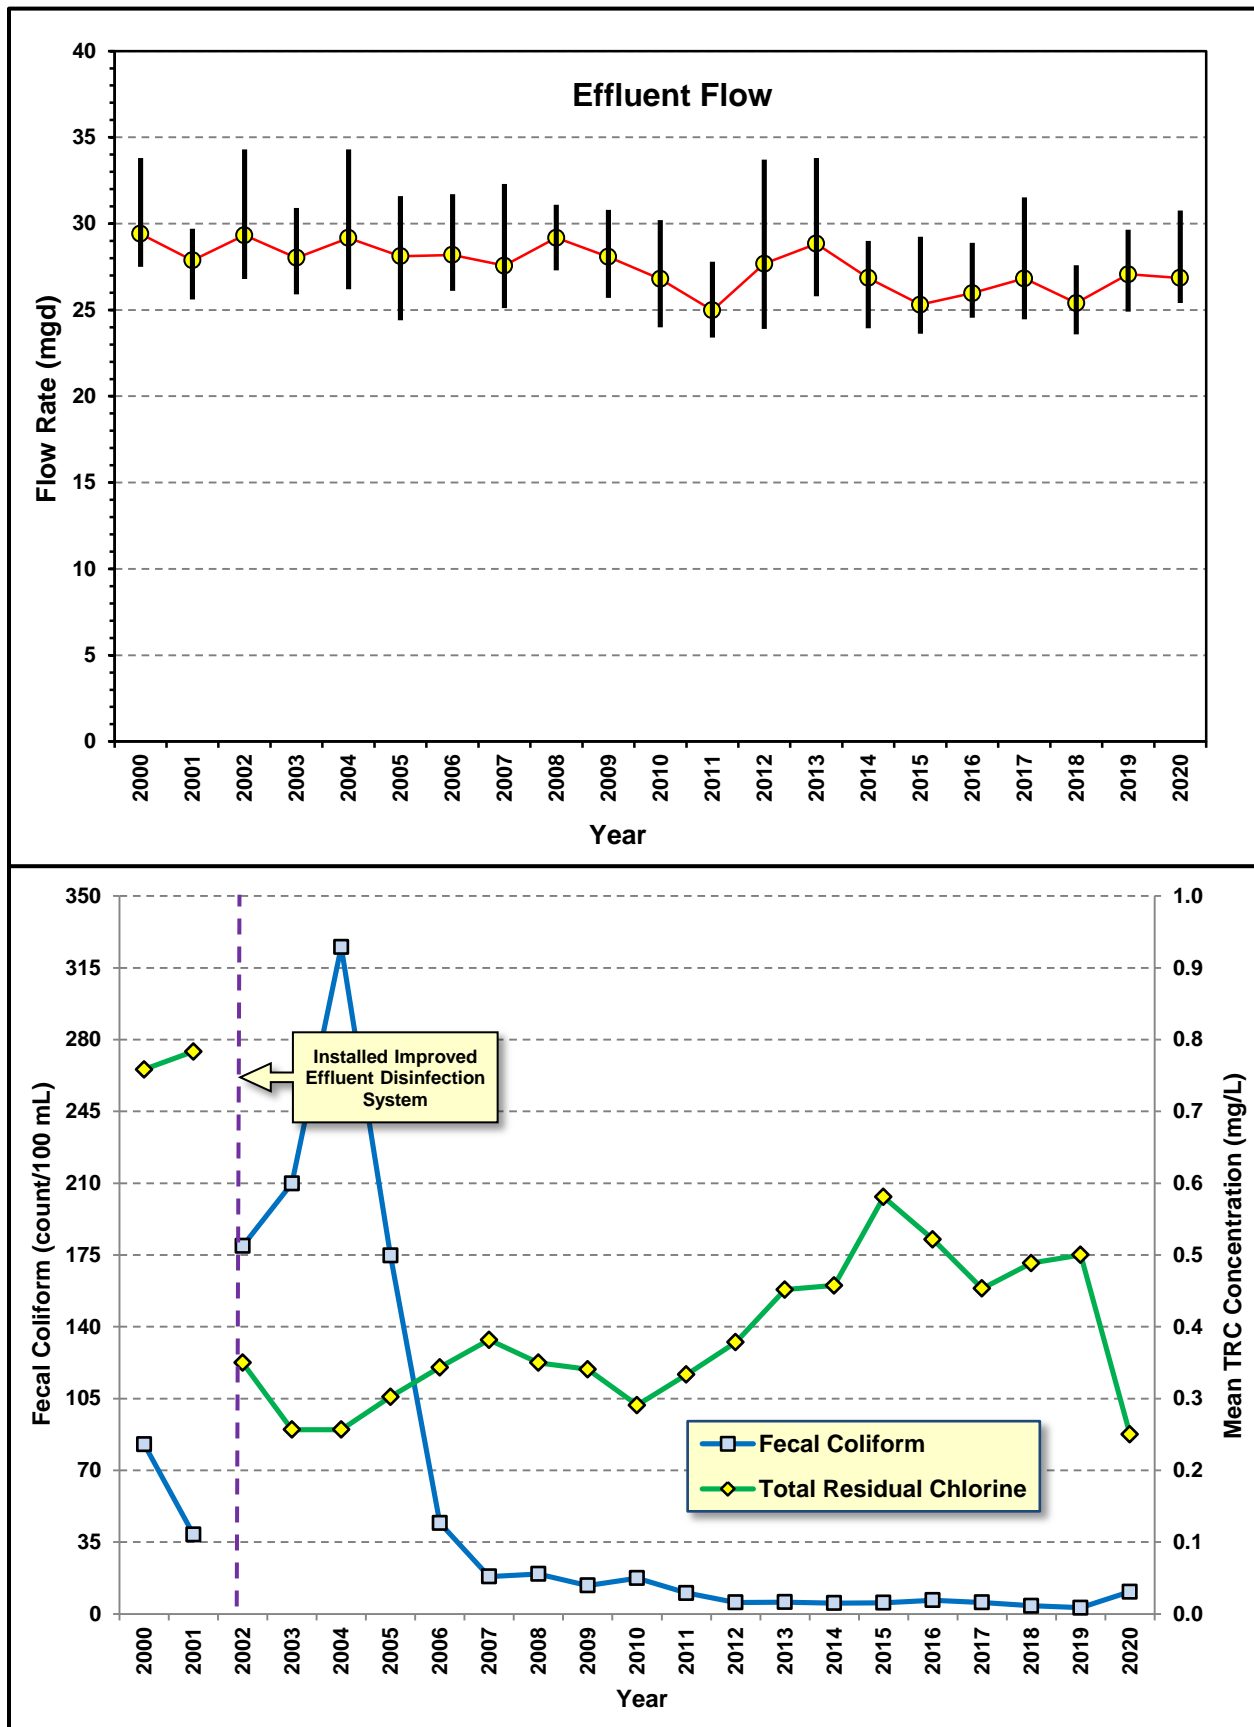 Effluent Flow
Flow Rate (mgd)
40
35
30
25
20
15
10
5
0
2000 2001 2002 2003 2004 2005 2006 2007 2008 2009 2010 2011 2012 2013 2014 2015 2016 2017 2018 2019 2020
Year
Fecal Coliform (count/100 mL)
350
315
280
245
210
175
140
105
70
35
0
Installed Improved
Effluent Disinfection
System
Fecal Coliform
Total Residual Chlorine
1.0
0.9
0.8
0.7
0.6
0.5
0.4
0.3
0.2
0.1
0.0
Mean TRC Concentration (mg/L)
2000 2001 2002 2003 2004 2005 2006 2007 2008 2009 2010 2011 2012 2013 2014 2015 2016 2017 2018 2019 2020
Year